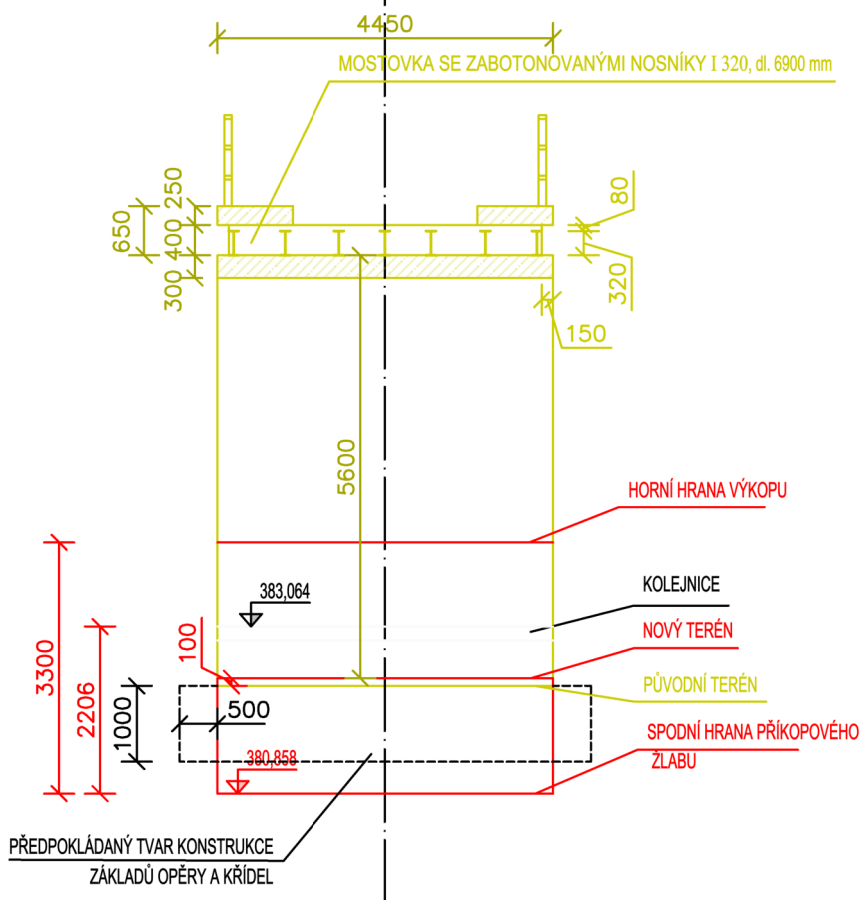 4450
MOSTOVKA SE ZABOTONOVANÝMI NOSNÍKY I 320, dl. 6900 mm
250
80
650
400
300
320
150
5600
HORNÍ HRANA VÝKOPU
383,064
KOLEJNICE
NOVÝ TERÉN
100
3300
2206
1000
500
PŮVODNÍ TERÉN
SPODNÍ HRANA PŘÍKOPOVÉHO
ŽLABU
380,858
PŘEDPOKLÁDANÝ TVAR KONSTRUKCE
ZÁKLADŮ OPĚRY A KŘÍDEL